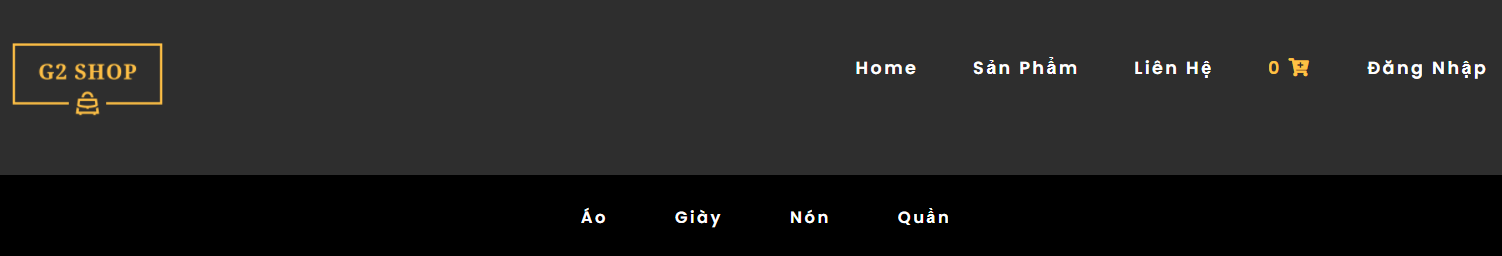 G2 SHOP
Home Sản Phẩm Liên Hệ 0 Đăng Nhập
Áo Giày Nón Quần